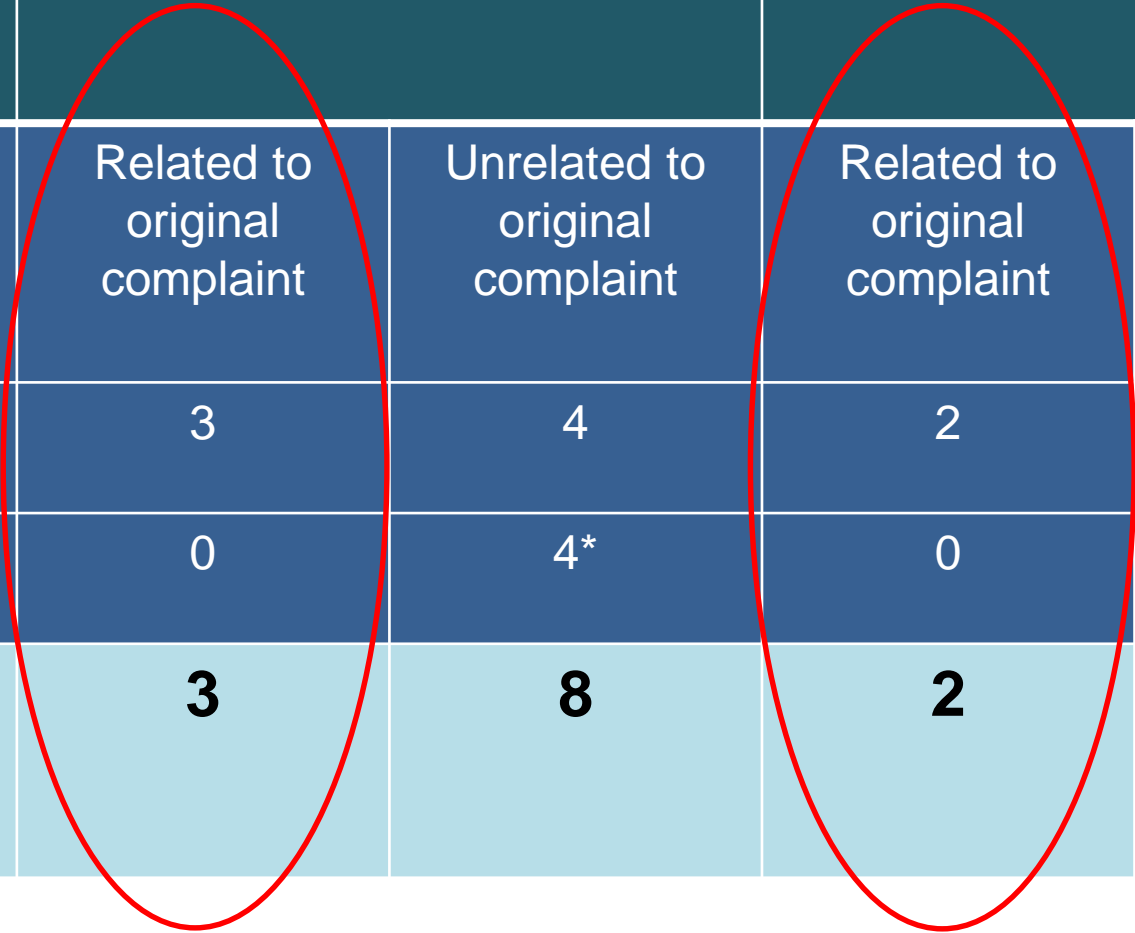 Related to
original
complaint
Unrelated to
original
complaint
Related to
original
complaint
3 4 2
0 4* 0
3 8 2